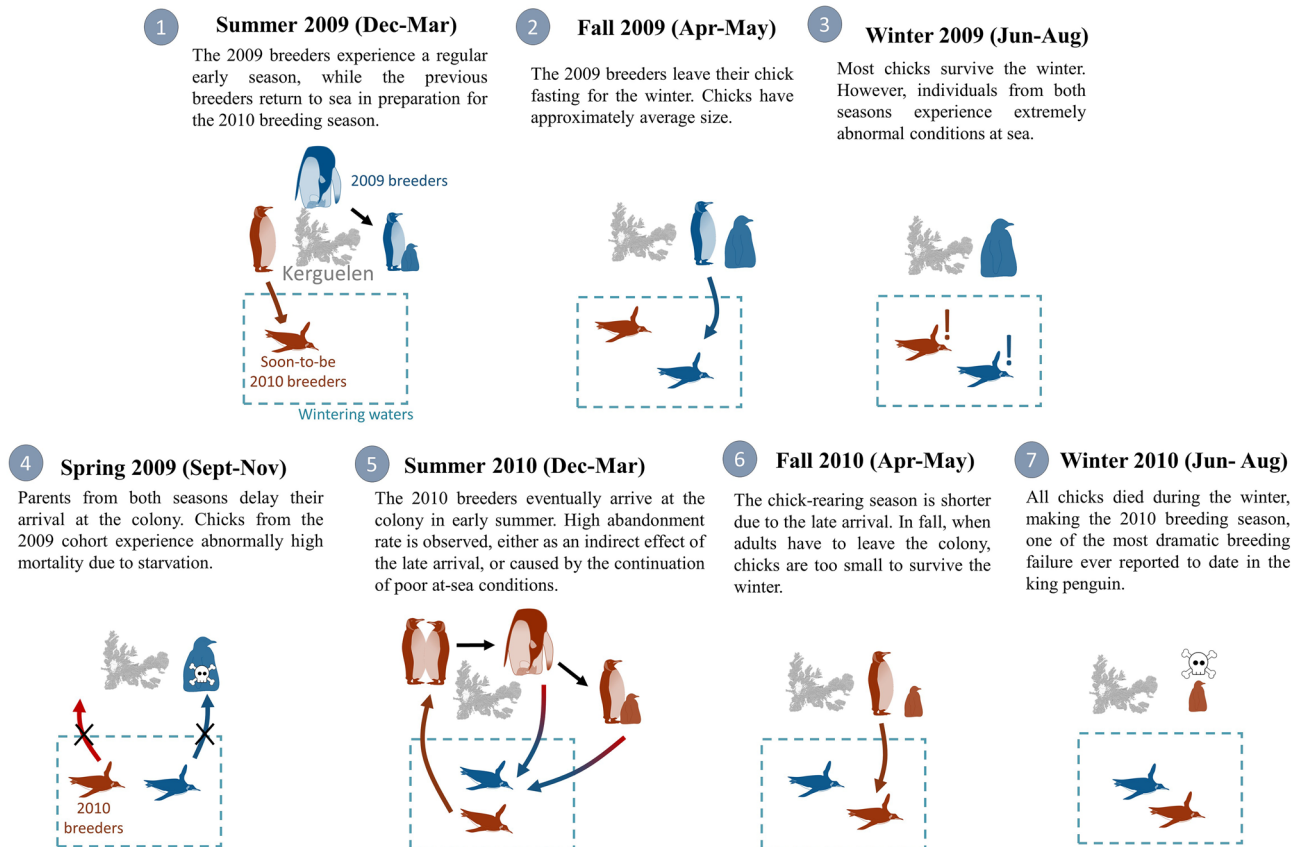 1
Summer 2009 (Dec-Mar)
The 2009 breeders experience a regular
early season, while the previous
breeders return to sea in preparation for
the 2010 breeding season.
2009 breeders
Kerguelen
Soon-to-be
2010 breeders
Wintering waters
2
Fall 2009 (Apr-May)
The 2009 breeders leave their chick
fasting for the winter. Chicks have
approximately average size.
3
Winter 2009 (Jun-Aug)
Most chicks survive the winter.
However, individuals from both
seasons experience extremely
abnormal conditions at sea.
!
!
4
Spring 2009 (Sept-Nov)
Parents from both seasons delay their
arrival at the colony. Chicks from the
2009 cohort experience abnormally high
mortality due to starvation.
2010
breeders
5
Summer 2010 (Dec-Mar)
The 2010 breeders eventually arrive at the
colony in early summer. High abandonment
rate is observed, either as an indirect effect of
the late arrival, or caused by the continuation
of poor at-sea conditions.
6
Fall 2010 (Apr-May)
The chick-rearing season is shorter
due to the late arrival. In fall, when
adults have to leave the colony,
chicks are too small to survive the
winter.
7
Winter 2010 (Jun- Aug)
All chicks died during the winter,
making the 2010 breeding season,
one of the most dramatic breeding
failure ever reported to date in the
king penguin.